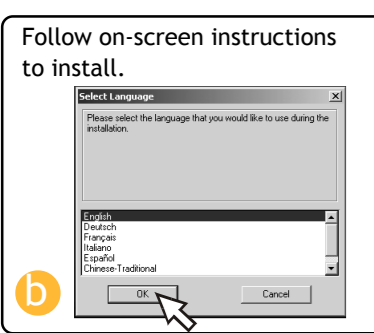 Follow on-screen instructions
to install.
Select Language
Please select the language that you would like to use during the
installation.
English
Deutsch
Français
Italiano
Español
Chinese-Traditional
b
OK
Cancel